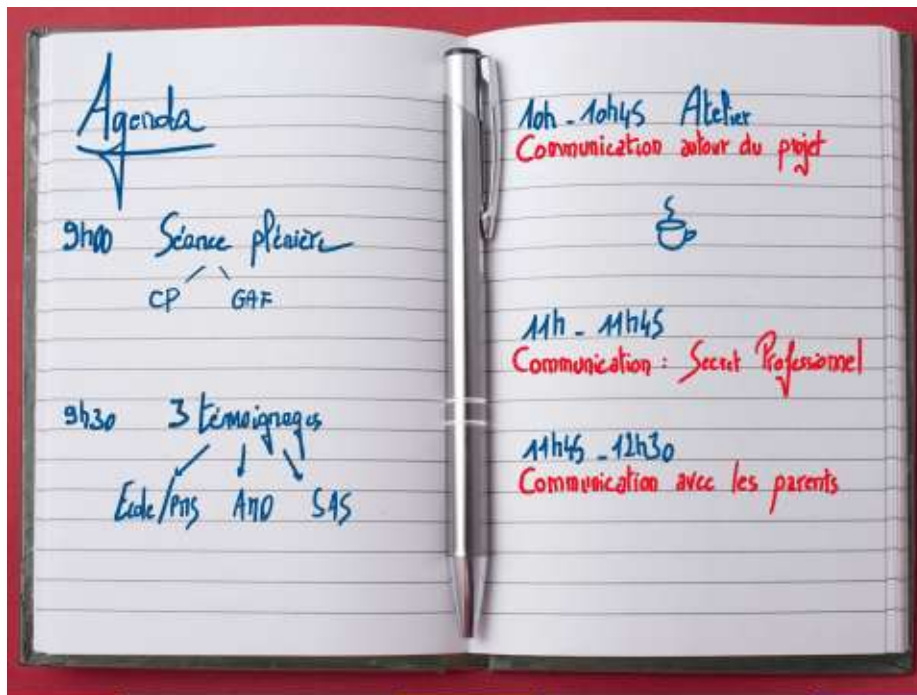 Agenda
9h00 Séance plénière
CP GAF
9h30 3 témoignages
Ecole/PMS AMO SAS
10h - 10h45 Atelier
Communication autour du projet
11h - 11h45
Communication : Secret Professionnel
11h45 - 12h30
Communication avec les parents